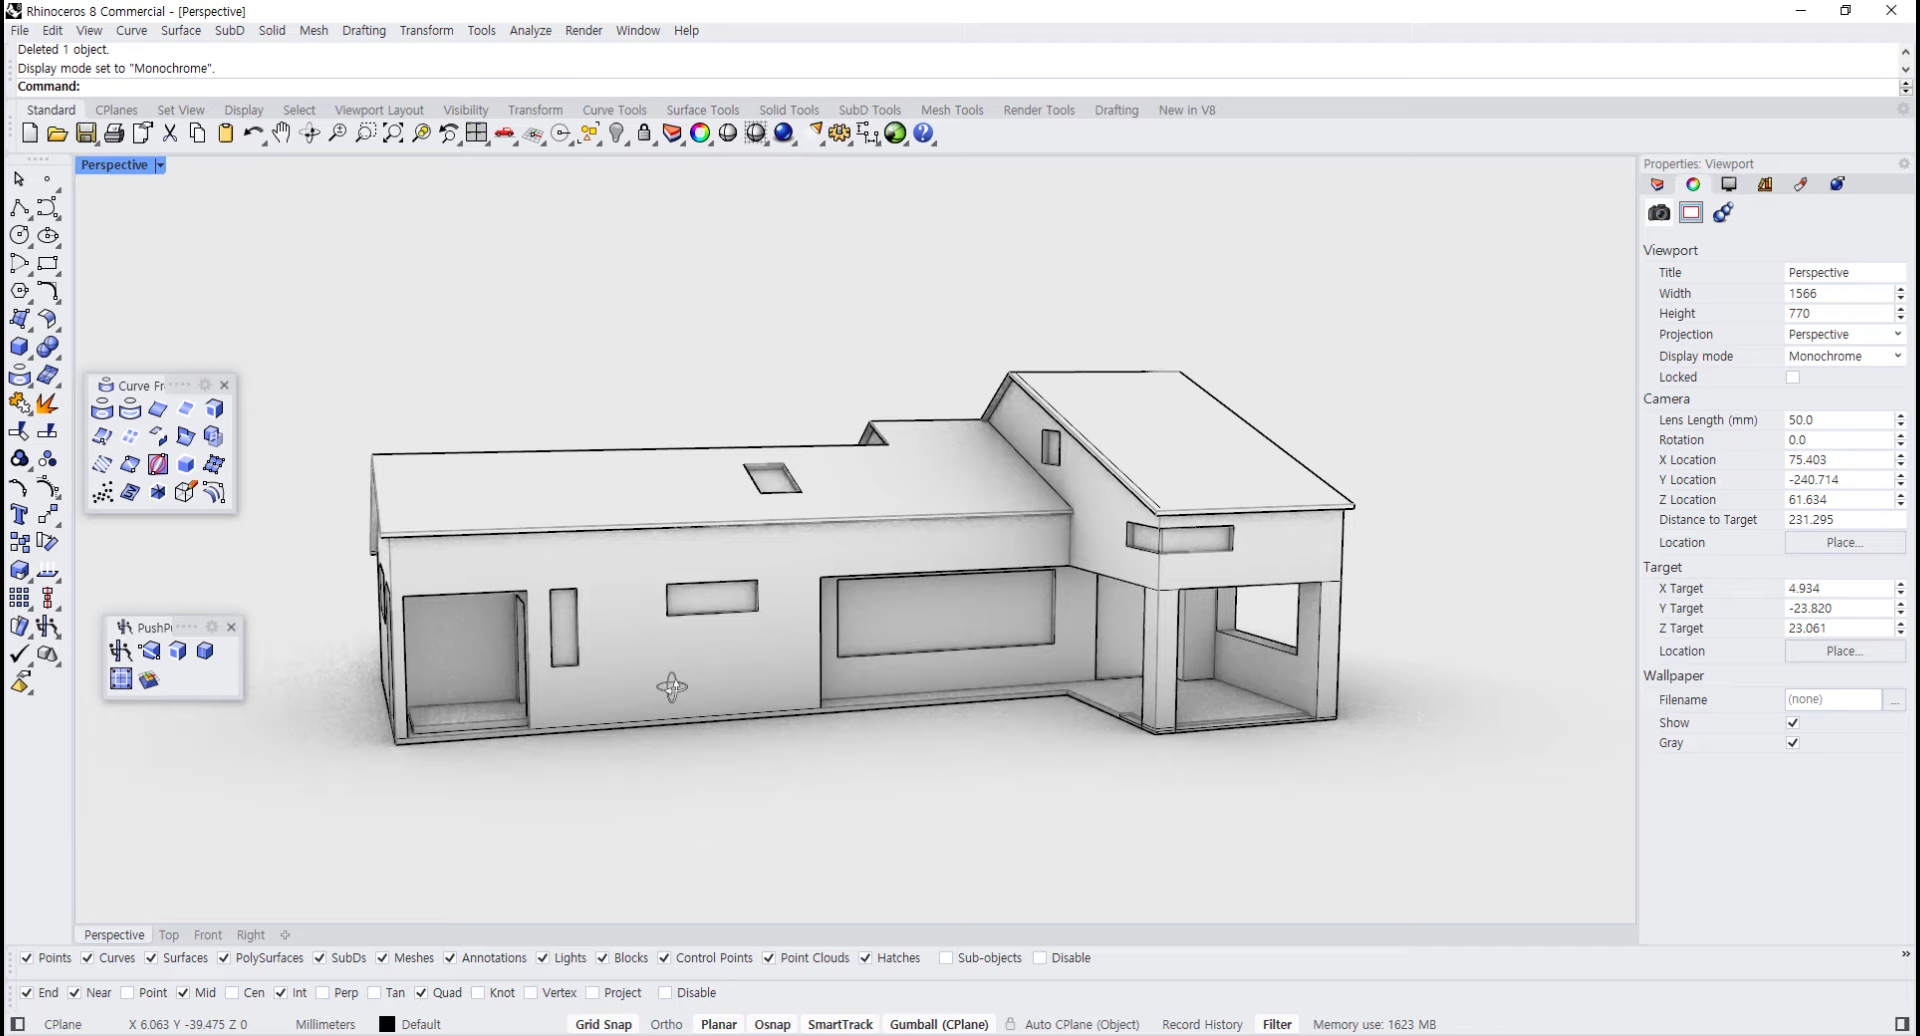 Rhinoceros 8 Commercial - [Perspective]
File Edit View Curve Surface SubD Solid Mesh Drafting Transform Tools Analyze Render Window Help
Deleted 1 object.
Display mode set to "Monochrome".
Command:
Standard CPlanes Set View Display Select Viewport Layout Visibility Transform Curve Tools Surface Tools Solid Tools SubD Tools Mesh Tools Render Tools Drafting New in V8
Perspective
Properties: Viewport
Viewport
Title Perspective
Width 1566
Height 770
Projection Perspective
Display mode Monochrome
Locked
Camera
Lens Length (mm) 50.0
Rotation 0.0
X Location 75.403
Y Location -240.714
Z Location 61.634
Distance to Target 231.295
Location Place...
Target
X Target 4.934
Y Target -23.820
Z Target 23.061
Location Place...
Wallpaper
Filename (none) ...
Show
Gray
Curve Fr
PushP
Perspective Top Front Right
Points Curves Surfaces PolySurfaces SubDs Meshes Annotations Lights Blocks Control Points Point Clouds Hatches Sub-objects Disable
End Near Point Mid Cen Int Perp Tan Quad Knot Vertex Project Disable
CPlane X 6.063 Y -39.475 Z 0 Millimeters Default Grid Snap Ortho Planar Osnap SmartTrack Gumball (CPlane) Auto CPlane (Object) Record History Filter Memory use: 1623 MB